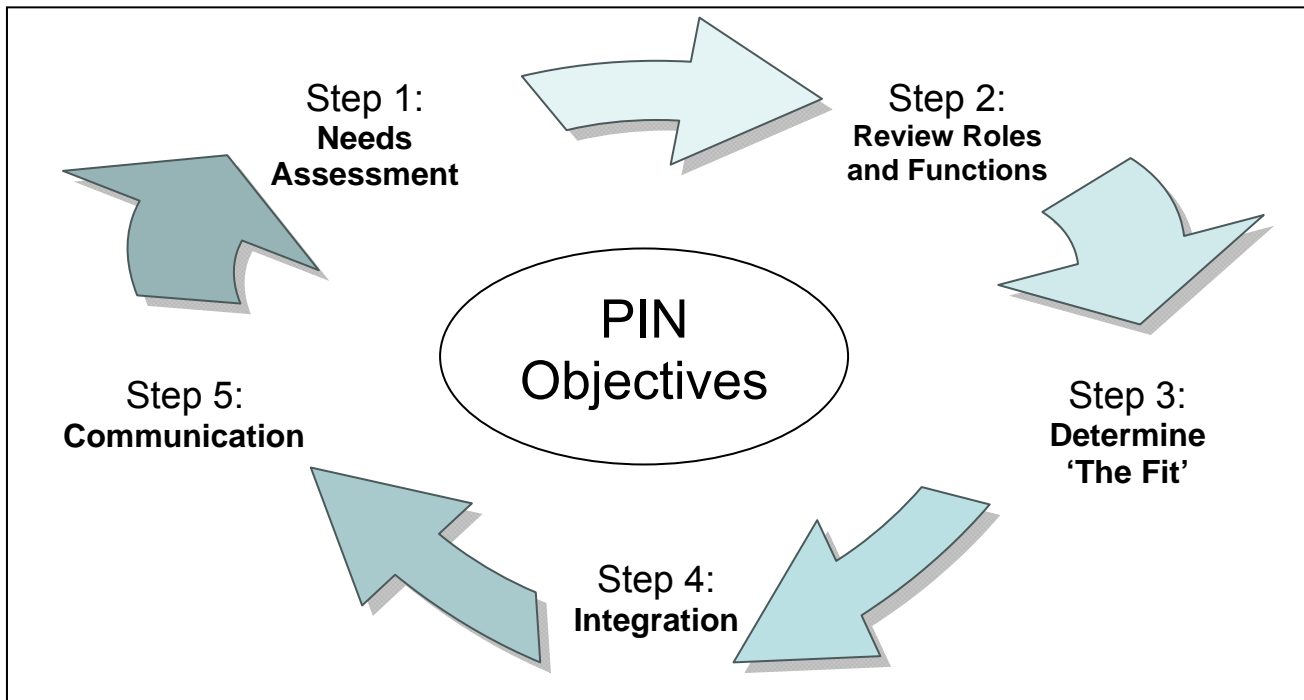 Step 1:
Needs
Assessment
Step 2:
Review Roles
and Functions
Step 3:
Determine
‘The Fit’
Step 4:
Integration
Step 5:
Communication
PIN
Objectives